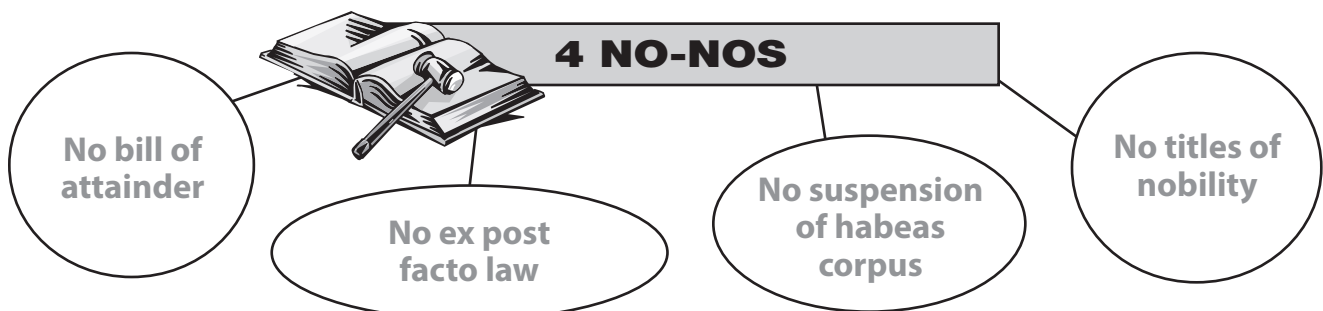 4 NO-NOS
No bill of
attainder
No ex post
facto law
No suspension
of habeas
corpus
No titles of
nobility